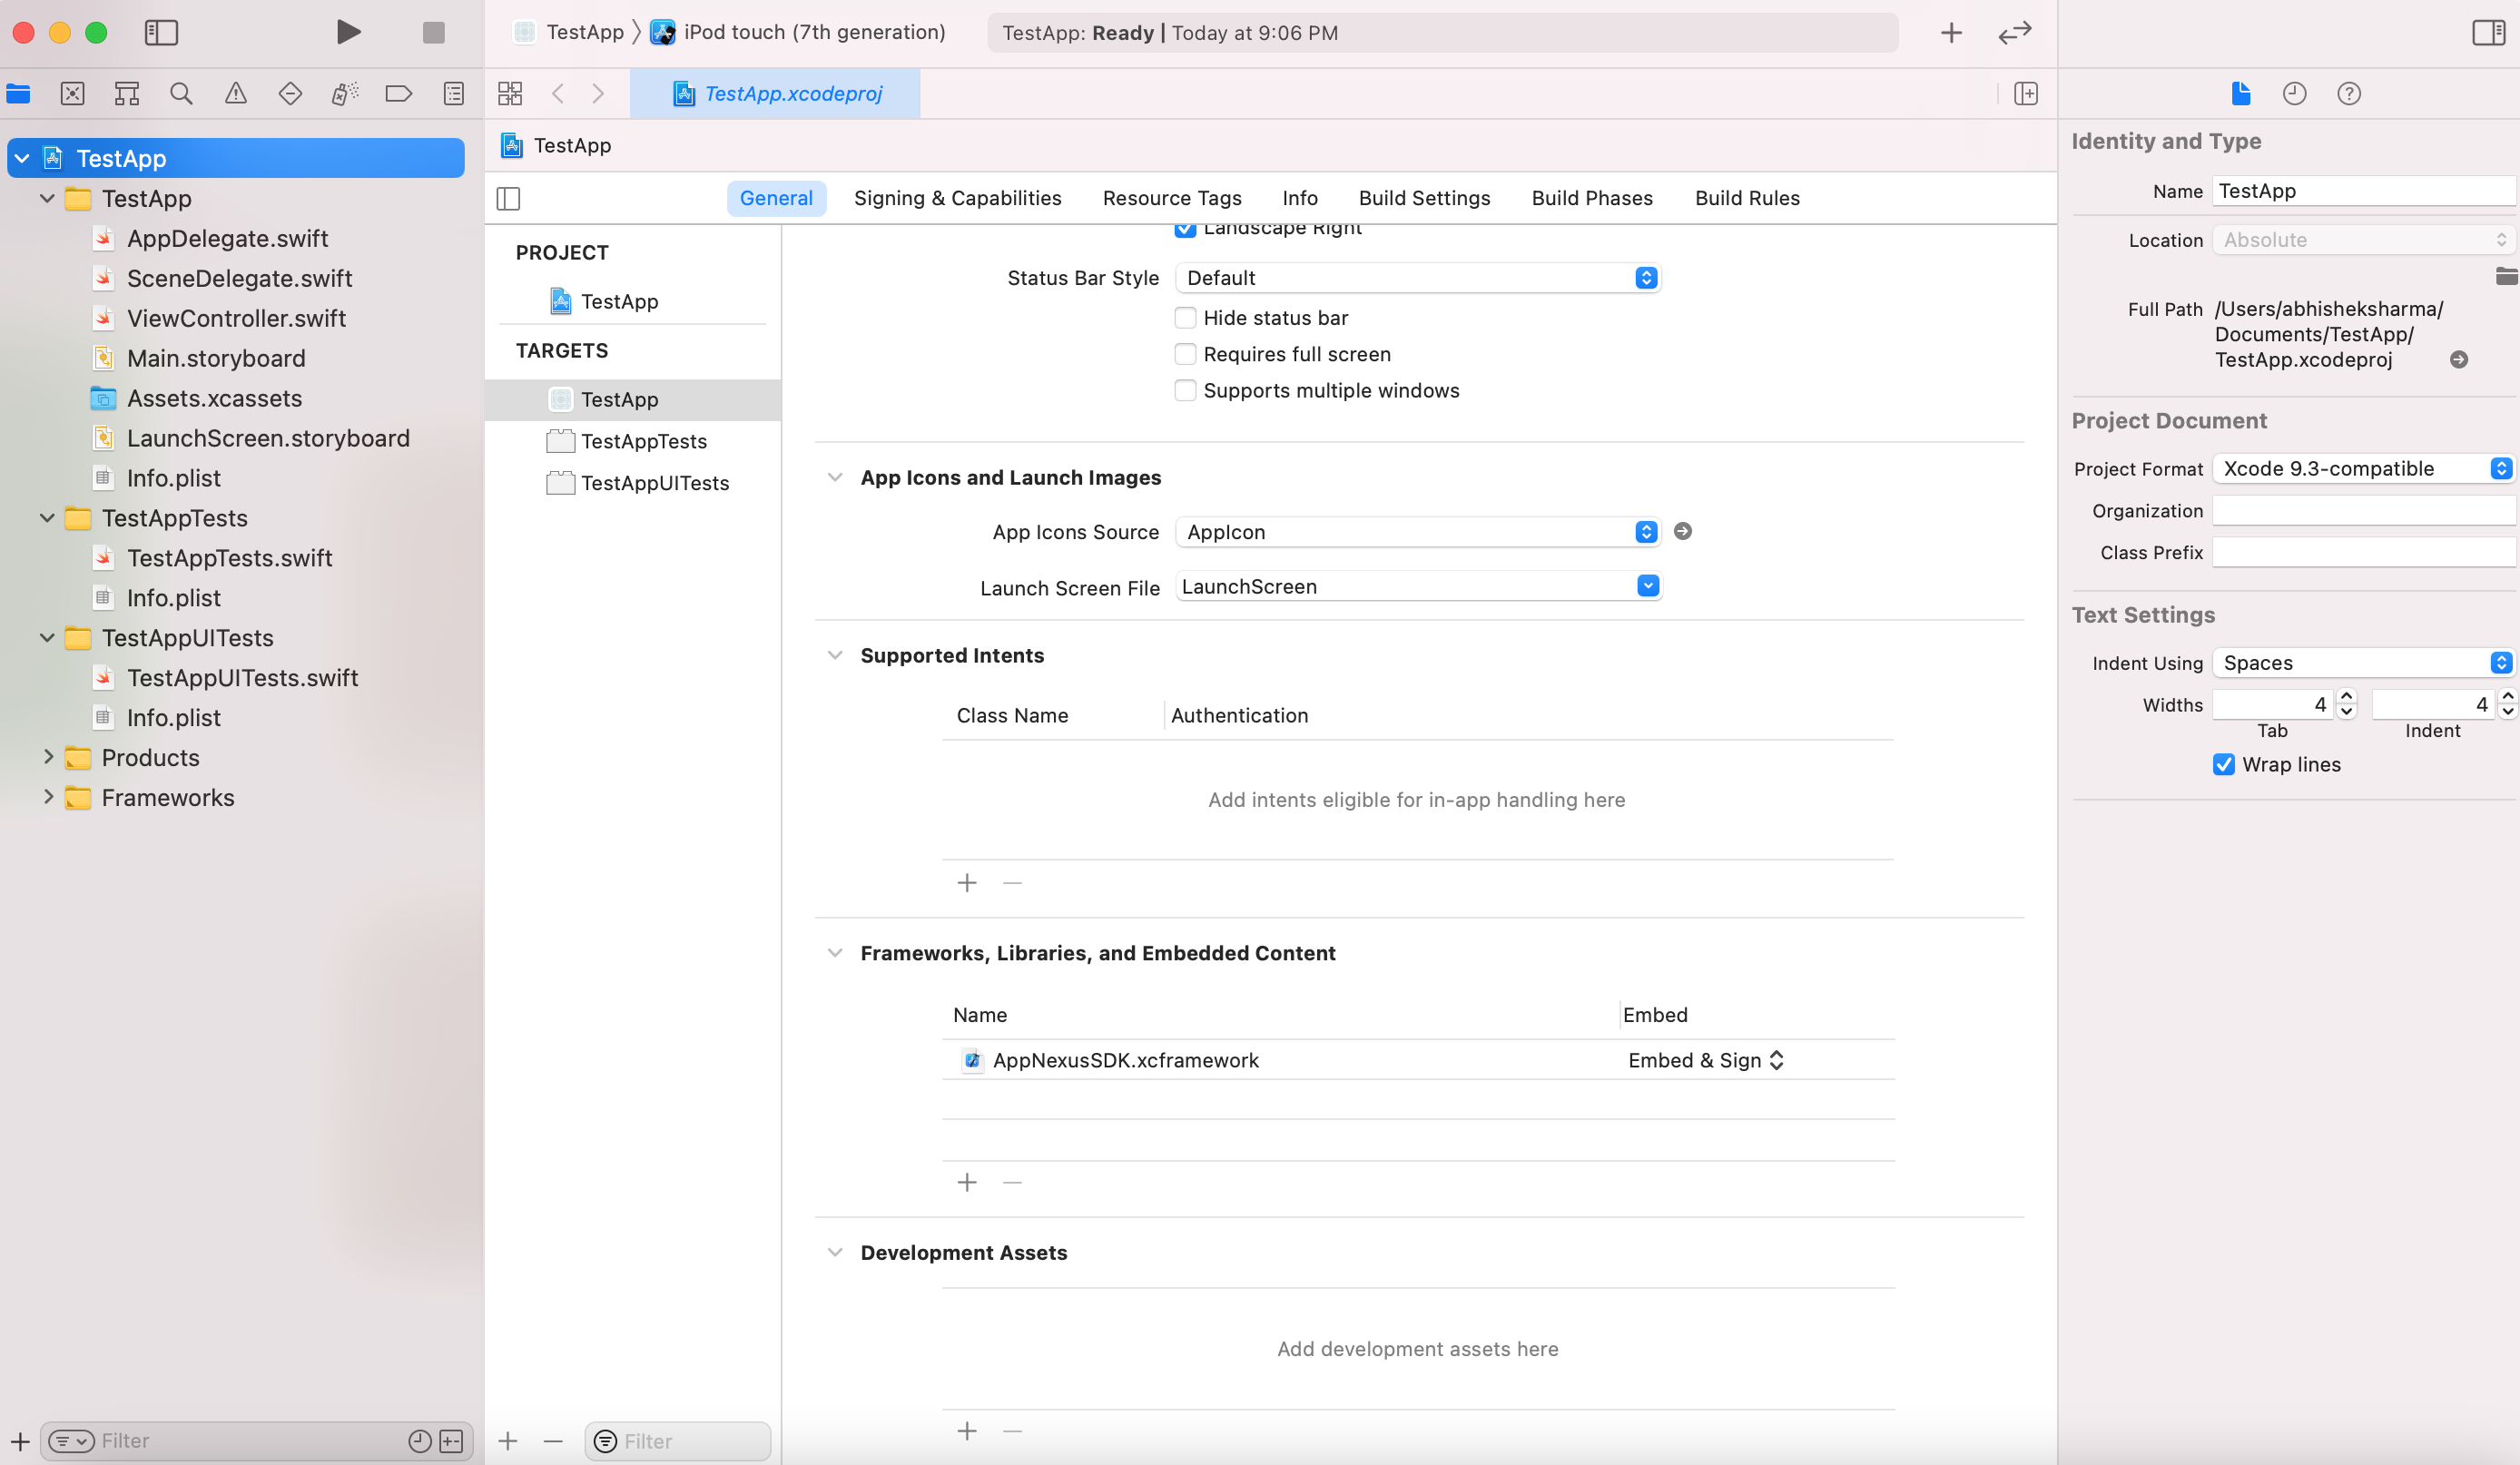 TestApp
iPod touch (7th generation)
TestApp: Ready | Today at 9:06 PM
TestApp.xcodeproj
TestApp
General
Signing & Capabilities
Resource Tags
Info
Build Settings
Build Phases
Build Rules
TestApp
TestApp
AppDelegate.swift
SceneDelegate.swift
ViewController.swift
Main.storyboard
Assets.xcassets
LaunchScreen.storyboard
Info.plist
TestAppTests
TestAppTests.swift
Info.plist
TestAppUITests
TestAppUITests.swift
Info.plist
Products
Frameworks
Filter
PROJECT
TestApp
TARGETS
TestApp
TestAppTests
TestAppUITests
Filter
Landscape Right
Status Bar Style Default
Hide status bar
Requires full screen
Supports multiple windows
App Icons and Launch Images
App Icons Source AppIcon
Launch Screen File LaunchScreen
Supported Intents
Class Name Authentication
Add intents eligible for in-app handling here
Frameworks, Libraries, and Embedded Content
Name Embed
AppNexusSDK.xcframework Embed & Sign
Development Assets
Add development assets here
Identity and Type
Name TestApp
Location Absolute
Full Path /Users/abhisheksharma/
Documents/TestApp/
TestApp.xcodeproj
Project Document
Project Format Xcode 9.3-compatible
Organization
Class Prefix
Text Settings
Indent Using Spaces
Widths 4 4
Tab Indent
Wrap lines